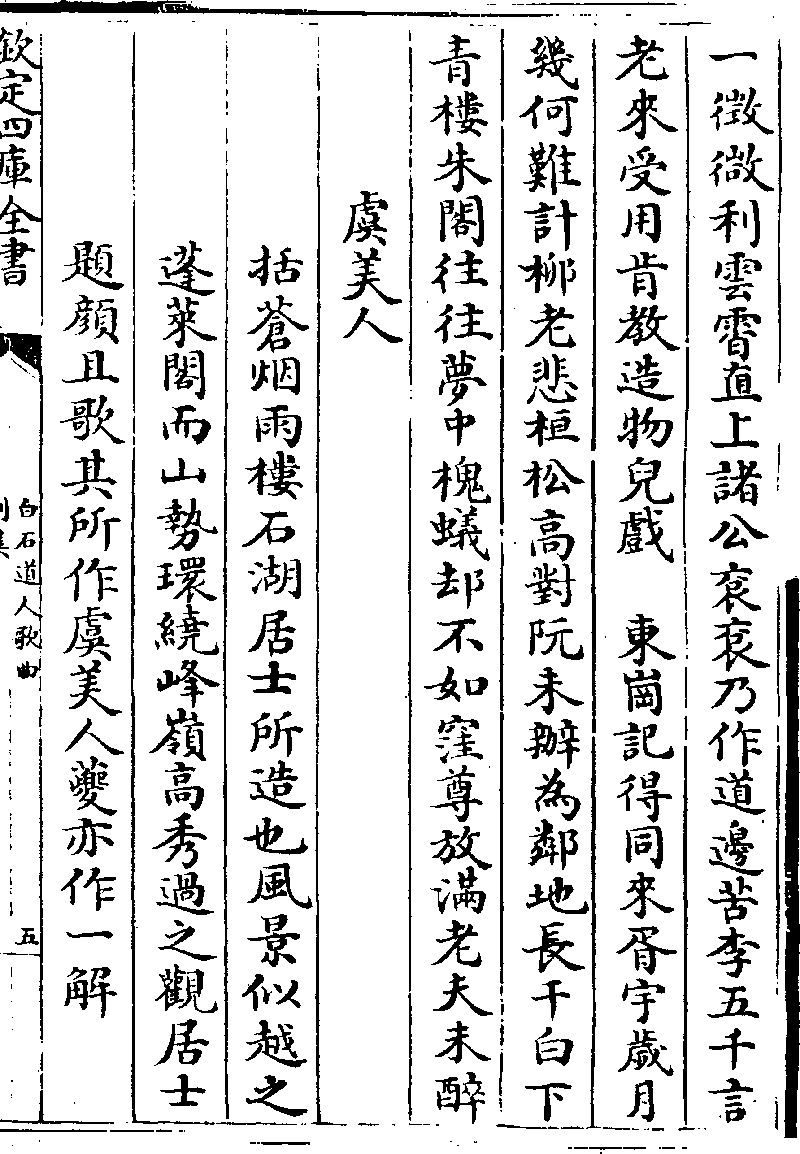 一徴微利雲霄直上諸公衮衮乃作道邊苦李五千言
老來受用肯教造物兒戲　東崗記得同來胥宇歲月
幾何難計柳老悲桓松高對阮未辦為鄰地長干白下
青樓朱閣往往夢中槐蟻却不如窪尊放滿老夫未醉
虞美人
括蒼烟雨樓石湖居士所造也風景似越之
蓬萊閣而山勢環繞峰嶺高秀過之觀居士
題顔且歌其所作虞美人夔亦作一解
欽定四庫全書
白石道人歌曲
五